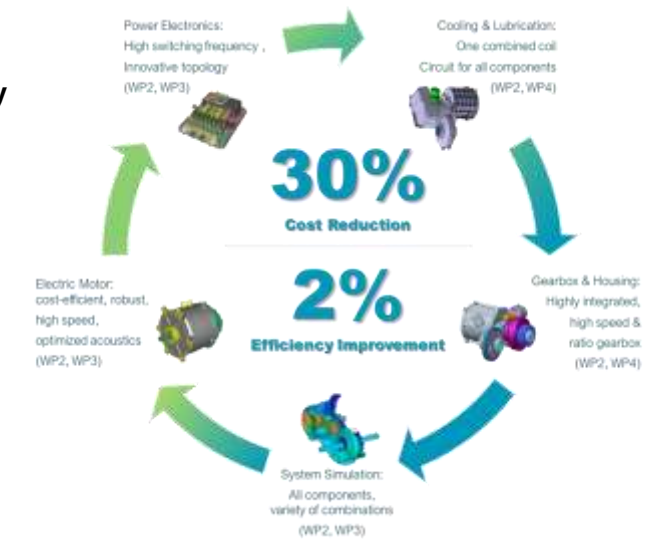 Power Electronics:
High switching frequency ,
Innovative topology
(WP2, WP3)
Cooling & Lubrication:
One combined coil
Circuit for all components
(WP2, WP4)
30%
Cost Reduction
2%
Efficiency Improvement
Electric Motor:
cost-efficient, robust,
high speed,
optimized acoustics
(WP2, WP3)
Gearbox & Housing:
Highly integrated,
high speed &
ratio gearbox
(WP2, WP4)
System Simulation:
All components,
variety of combinations
(WP2, WP3)